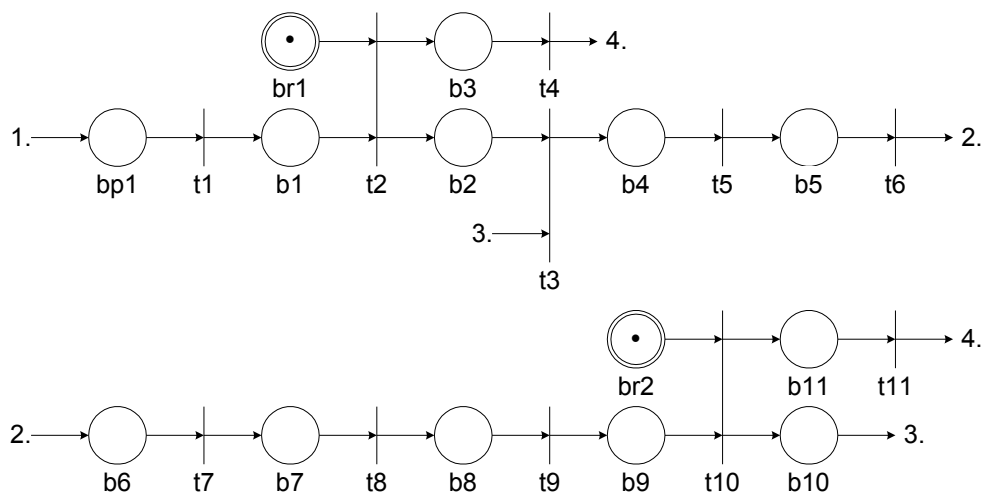 4.
br1 b3 t4
1. 2.
bp1 t1 b1 t2 b2 b4 t5 b5 t6
3.
t3
4.
br2 b11 t11
2. 3.
b6 t7 b7 t8 b8 t9 b9 t10 b10